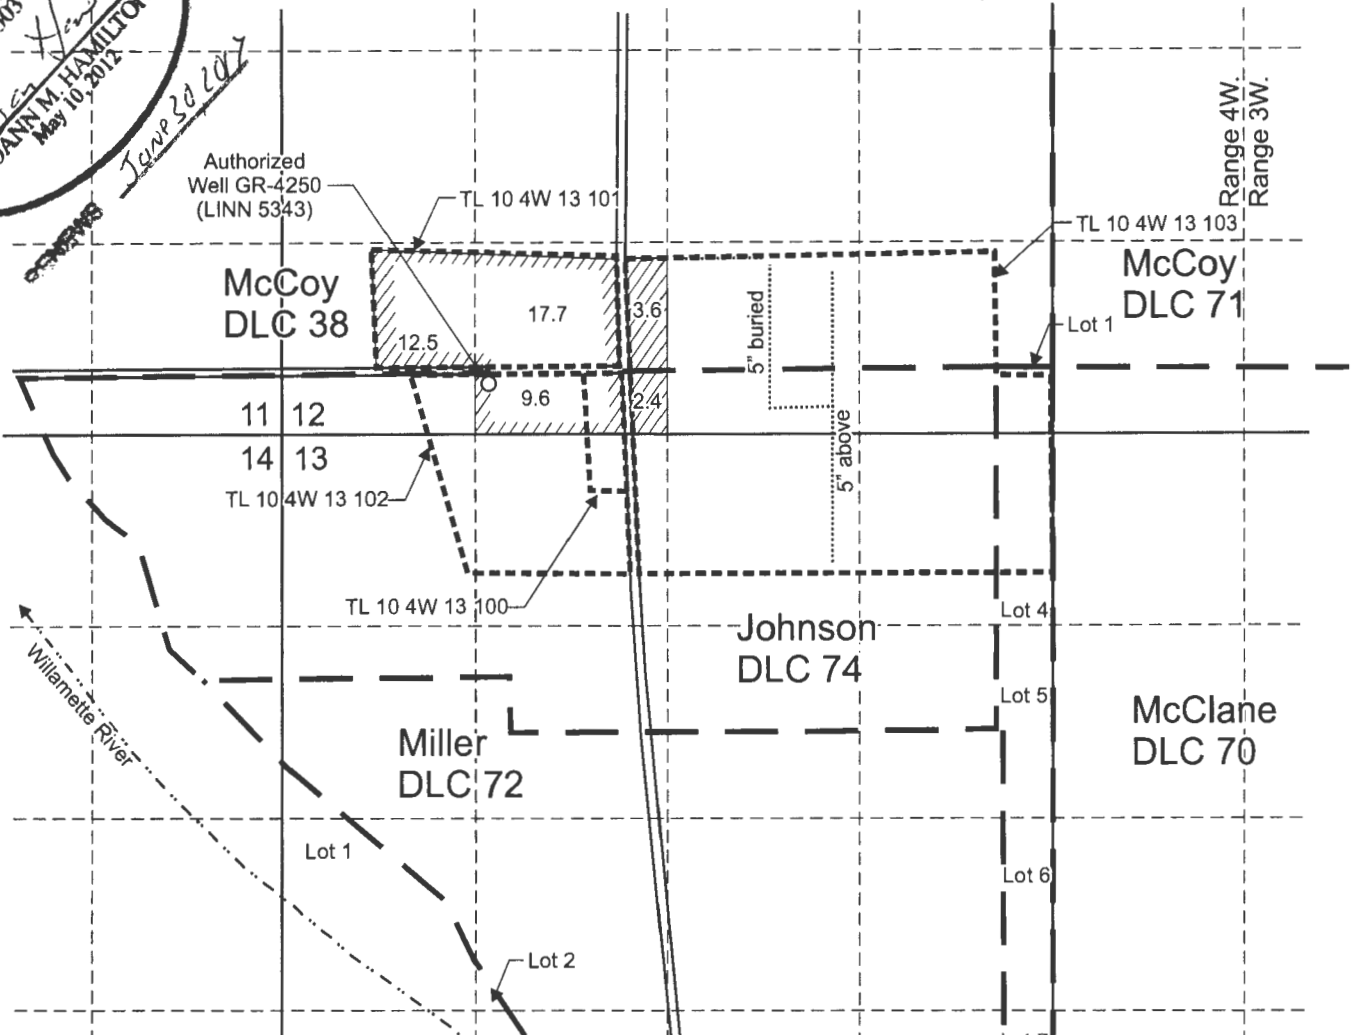 ANN M. HAMILTON
May 10, 2012
Range 4W.
Range 3W.
Authorized
Well GR-4250
(LINN 5343)
TL 10 4W 13 101
TL 10 4W 13 103
McCoy
DLC 38
McCoy
DLC 71
17.7
3.6
12.5
5" buried
Lot 1
9.6
2.4
11 12
14 13
5" above
TL 10 4W 13 102
TL 10 4W 13 100
Lot 4
Johnson
DLC 74
Willamette River
Lot 5
McClane
DLC 70
Miller
DLC 72
Lot 1
Lot 6
Lot 2